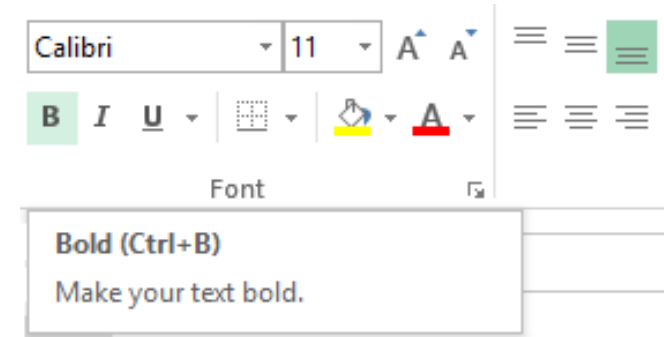 Calibri 11 A A
B I U A
Font
Bold (Ctrl+B)
Make your text bold.